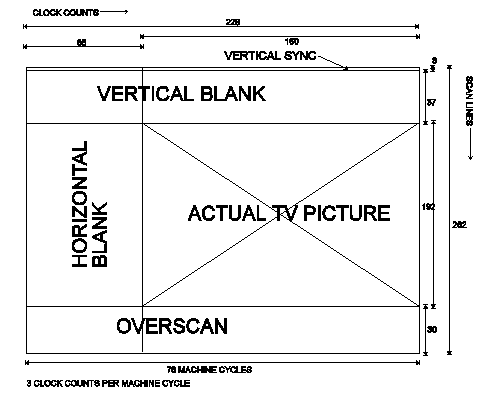 CLOCK COUNTS
228
68
160
VERTICAL SYNC
3
VERTICAL BLANK
37
SCAN LINES
HORIZONTAL
BLANK
ACTUAL TV PICTURE
192
262
OVERSCAN
30
76 MACHINE CYCLES
3 CLOCK COUNTS PER MACHINE CYCLE